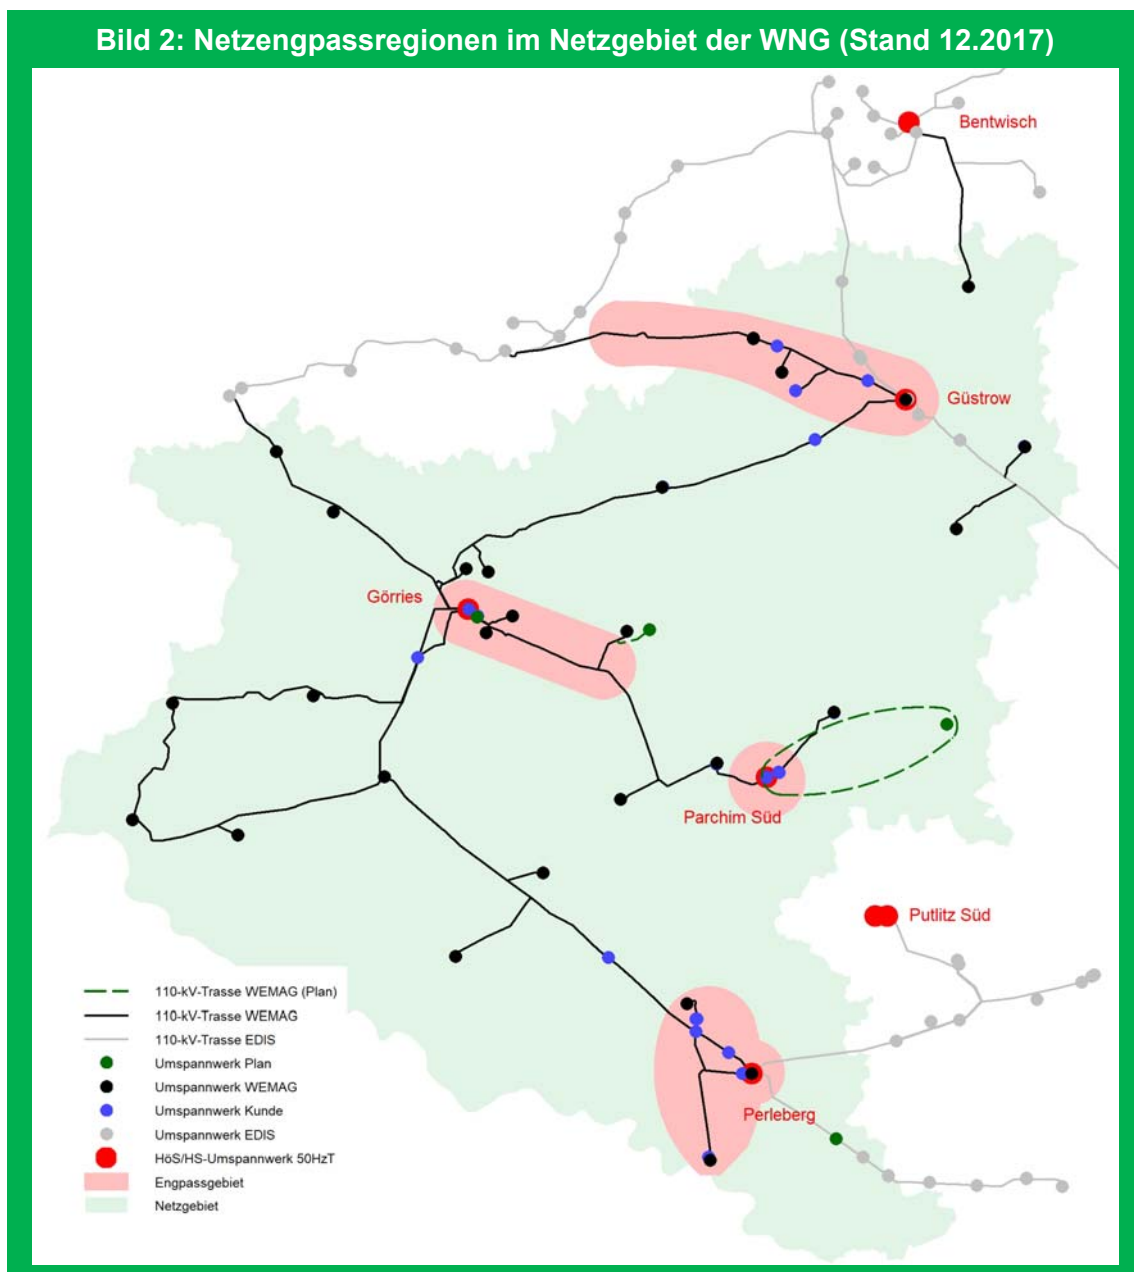 Bild 2: Netzengpassregionen im Netzgebiet der WNG (Stand 12.2017)
Bentwisch
Güstrow
Görries
Parchim Süd
Putlitz Süd
Perleberg
110-kV-Trasse WEMAG (Plan)
110-kV-Trasse WEMAG
110-kV-Trasse EDIS
Umspannwerk Plan
Umspannwerk WEMAG
Umspannwerk Kunde
Umspannwerk EDIS
HöS/HS-Umspannwerk 50HzT
Engpassgebiet
Netzgebiet